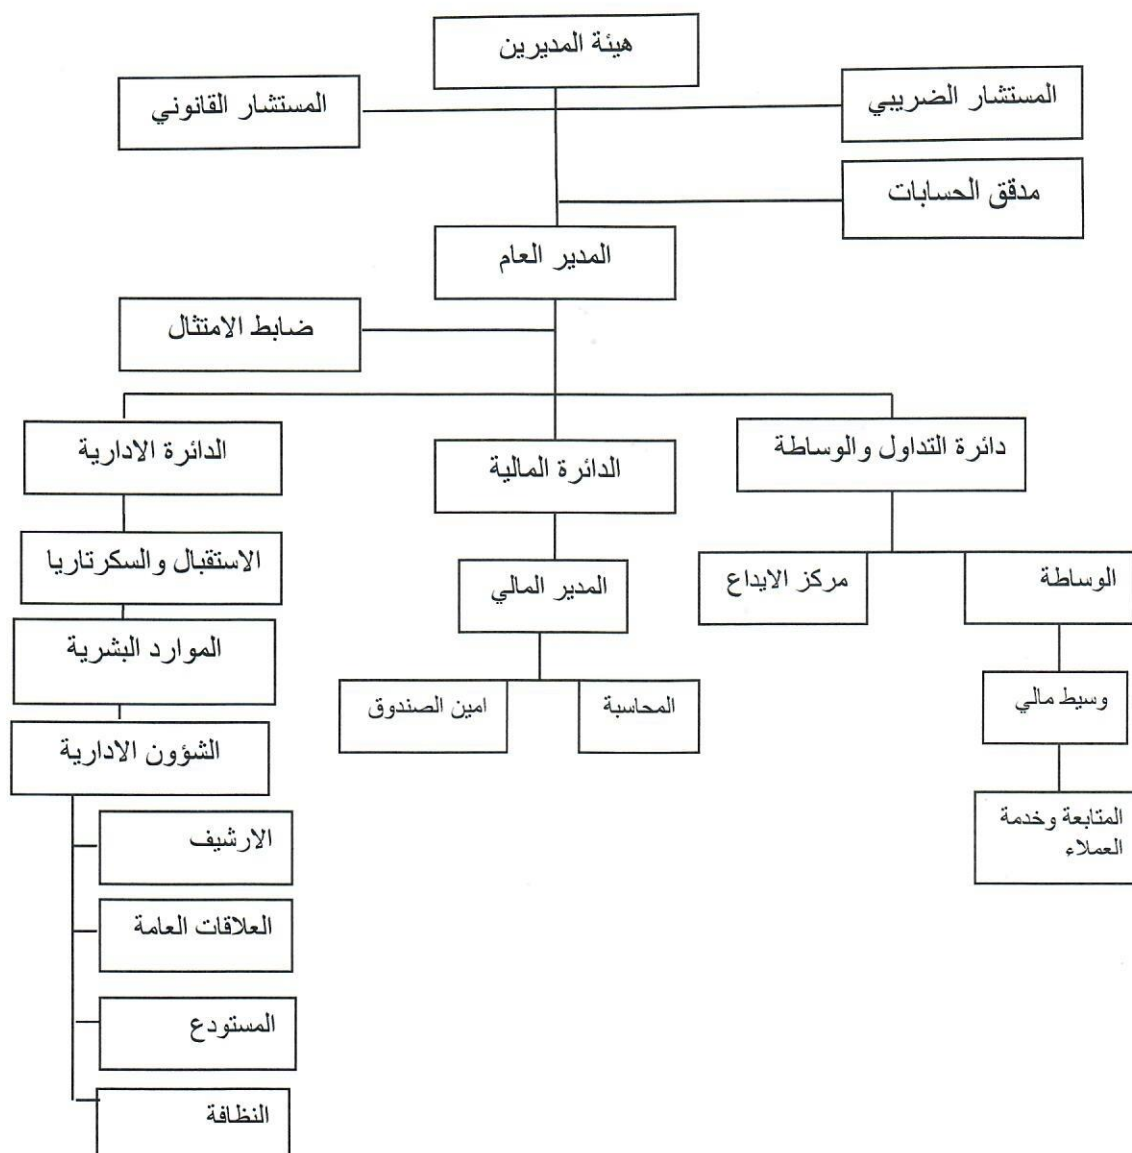 هيئة المديرين
المستشار الضريبي
المستشار القانوني
مدقق الحسابات
المدير العام
ضابط الامتثال
دائرة التداول والوساطة
الدائرة المالية
الدائرة الادارية
الوساطة
مركز الايداع
المدير المالي
الاستقبال والسكرتاريا
الموارد البشرية
وسيط مالي
المحاسبة
امين الصندوق
الشؤون الادارية
المتابعة وخدمة
العملاء
الارشيف
العلاقات العامة
المستودع
النظافة